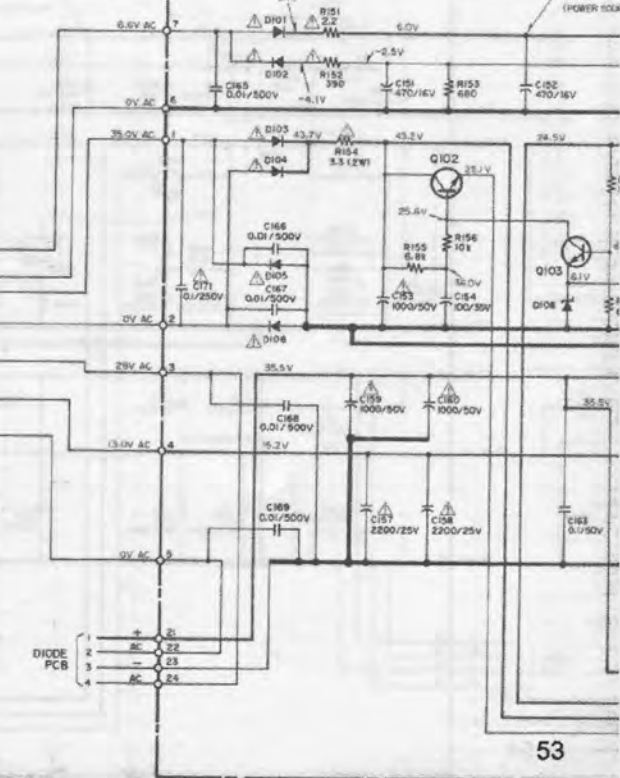 6.6V AC 7
D101
R151
2.2
6.0V
(POWER
-2.5V
D102
R152
390
-4.1V
C165
0.01/500V
C151
470/16V
R153
680
C152
470/16V
0V AC 6
35.0V AC 1
D103
43.7V
R154
3.3 (2W)
43.2V
24.5V
D104
Q102
25.1V
C166
0.01/500V
25.6V
R156
10k
R155
6.8k
Q103
D105
C171
0.1/250V
C167
0.01/500V
36.0V
6.1V
C153
1000/50V
C154
100/35V
D108
0V AC 2
D106
28V AC 3
35.5V
C159
1000/50V
C160
1000/50V
35.5V
C168
0.01/500V
13.0V AC 4
15.2V
C169
0.01/500V
C157
2200/25V
C158
2200/25V
C163
0.1/50V
0V AC 5
DIODE
PCB
1 + 21
2 AC 22
3 - 23
4 AC 24
53